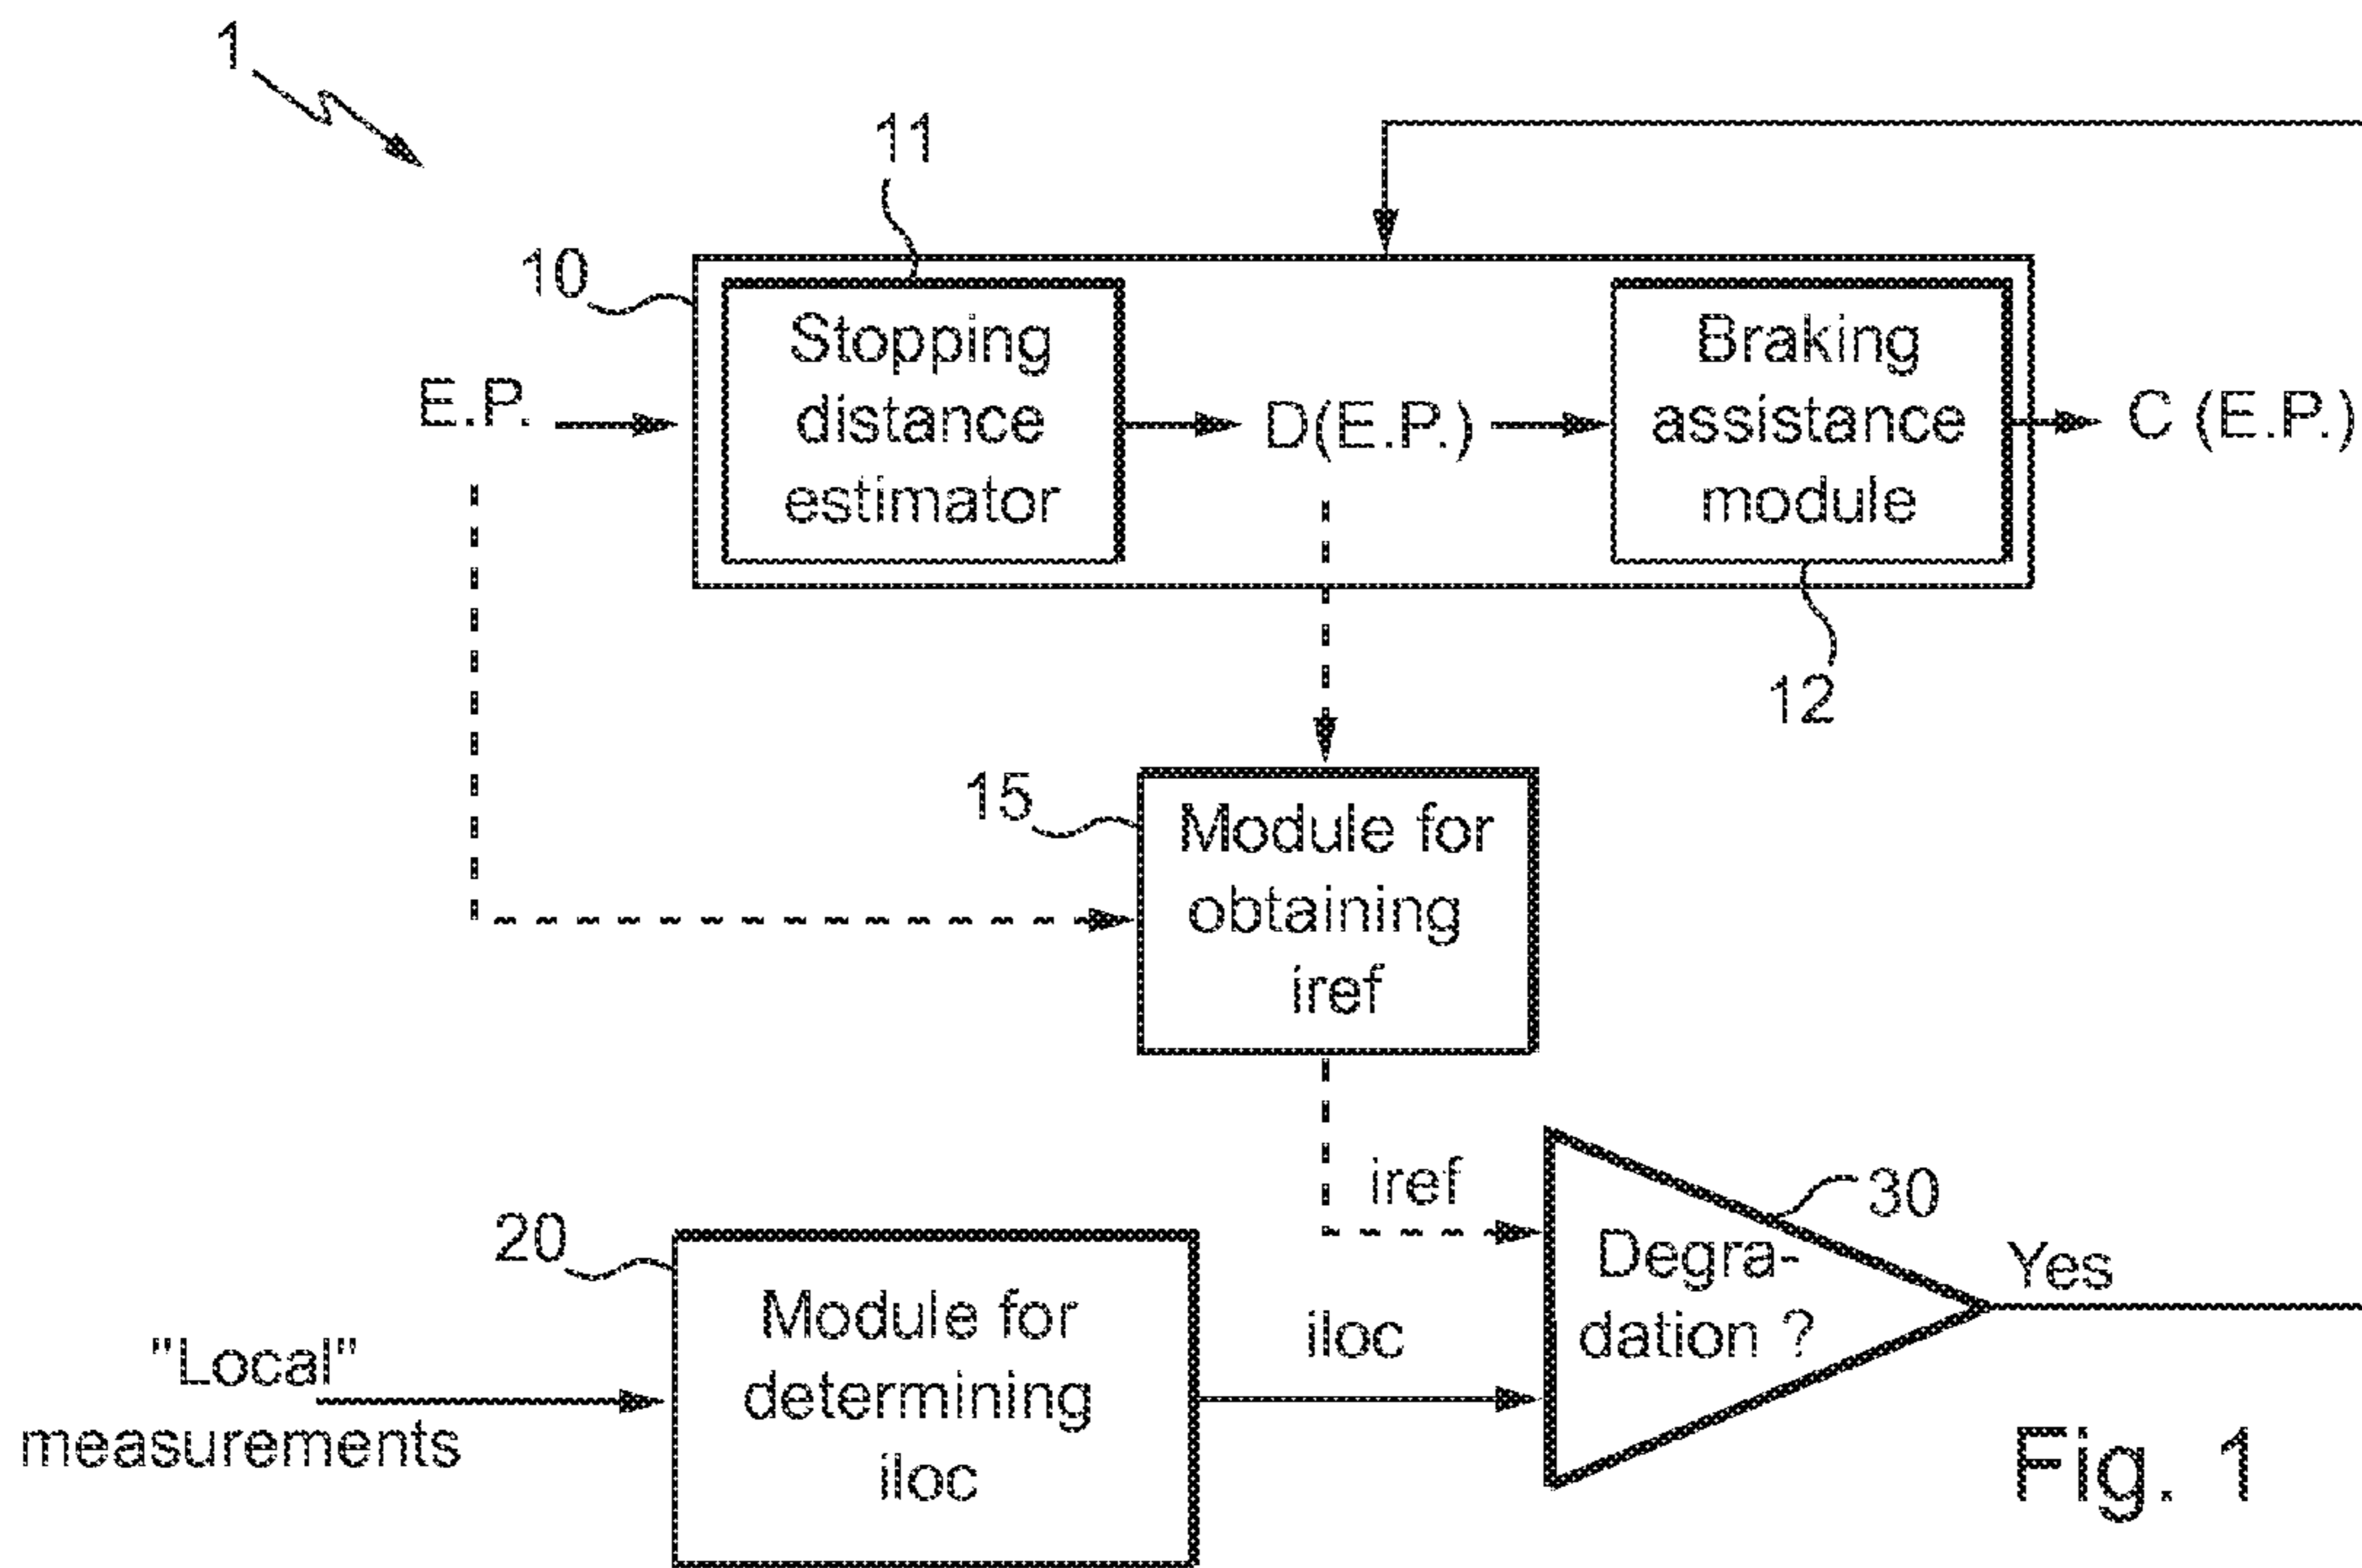 1
11
10
Stopping
distance
estimator
Braking
assistance
module
E.P.
D(E.P.)
C (E.P.)
12
15
Module for
obtaining
iref
iref
30
20
Degra-
dation ?
Yes
Module for
determining
iloc
iloc
"Local"
measurements
Fig. 1